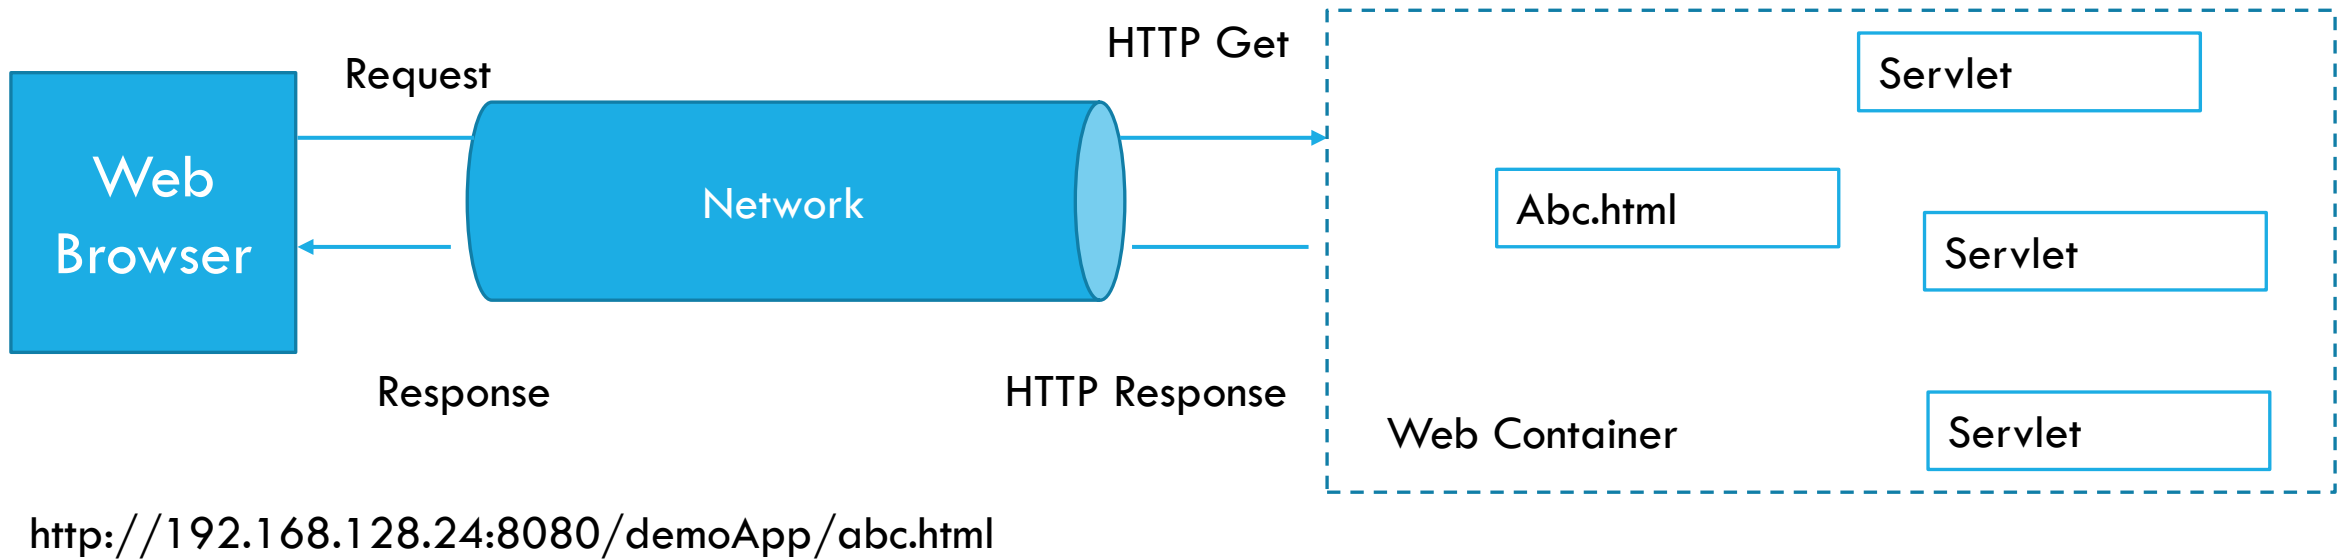 HTTP Get
Request
Servlet
Web
Browser
Network
Abc.html
Servlet
Response
HTTP Response
Web Container
Servlet
http://192.168.128.24:8080/demoApp/abc.html